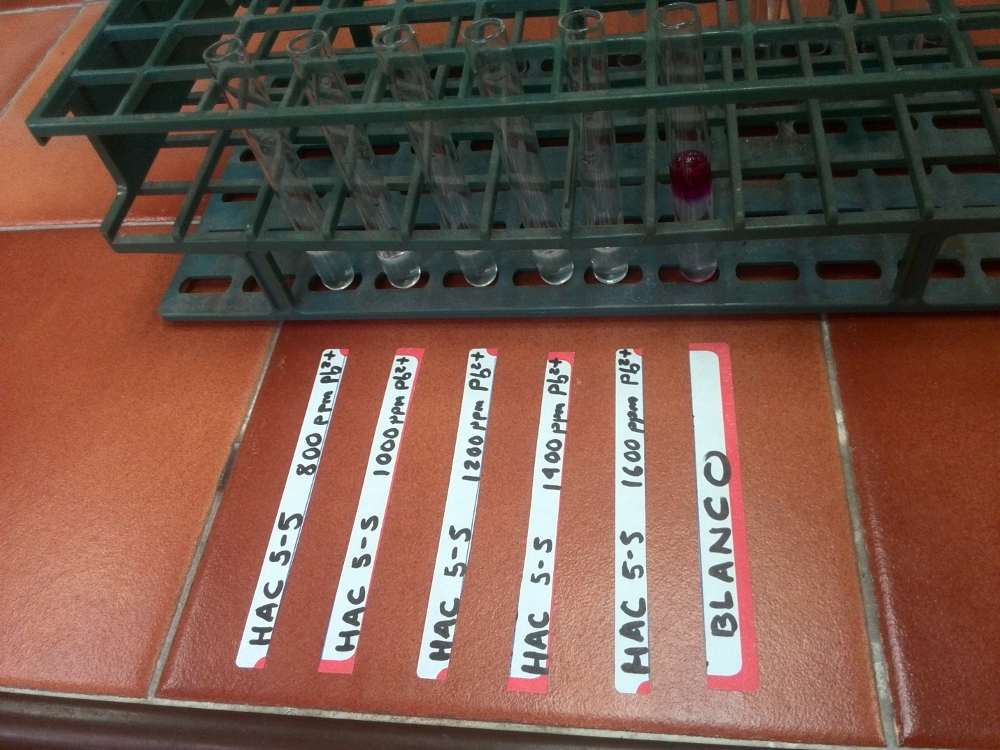 HAC 5-5 800 ppm Pb²⁺
HAC 5-5 1000 ppm Pb²⁺
HAC 5-5 1200 ppm Pb²⁺
HAC 5-5 1400 ppm Pb²⁺
HAC 5-5 1600 ppm Pb²⁺
BLANCO